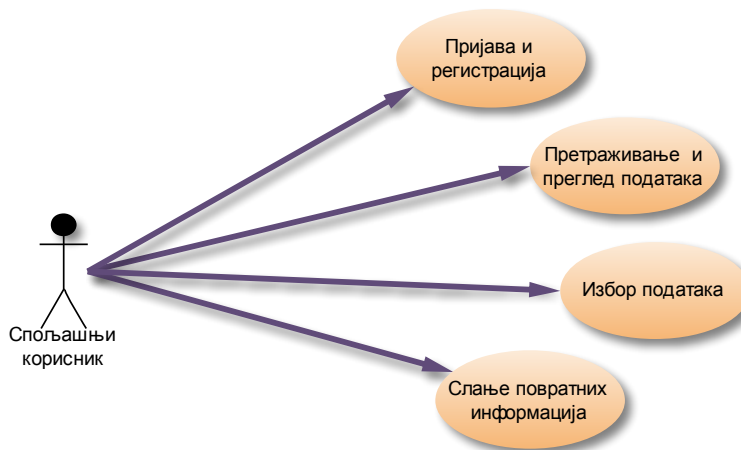 Пријава и
регистрација
Претраживање и
преглед података
Избор података
Спољашњи
корисник
Слање повратних
информација